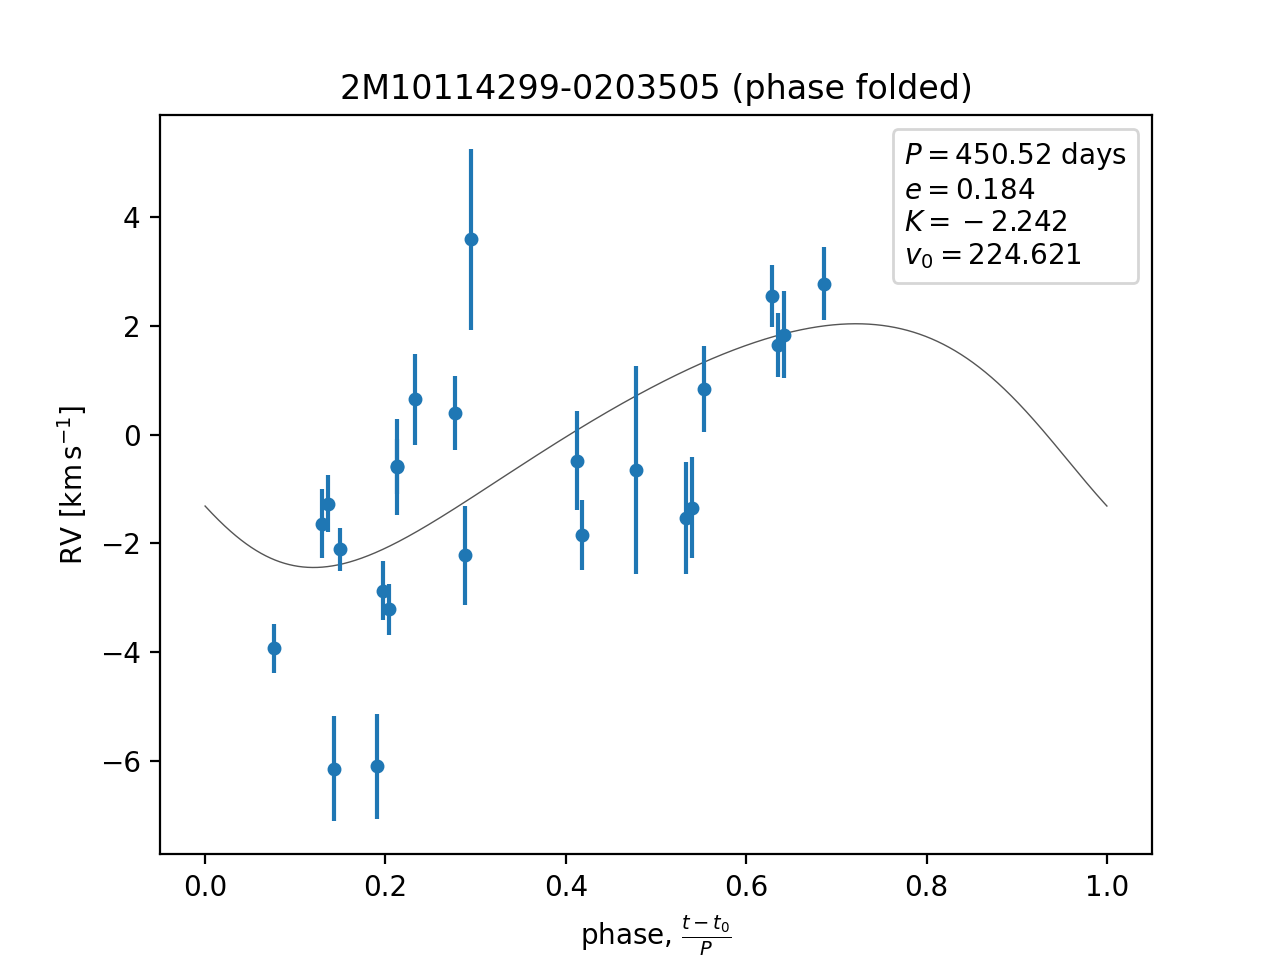 2M10114299-0203505 (phase folded)
P = 450.52 days
e = 0.184
K = −2.242
v₀ = 224.621
RV [km s⁻¹]
4
2
0
−2
−4
−6
0.0 0.2 0.4 0.6 0.8 1.0
phase, (t − t₀)/P